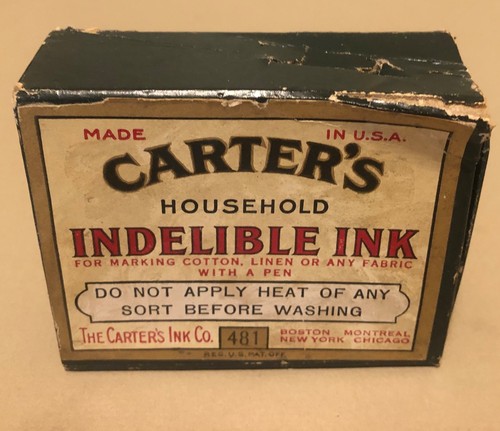 MADE IN U.S.A.
CARTER'S
HOUSEHOLD
INDELIBLE INK
FOR MARKING COTTON, LINEN OR ANY FABRIC
WITH A PEN
DO NOT APPLY HEAT OF ANY
SORT BEFORE WASHING
THE CARTER'S INK CO. 481 BOSTON MONTREAL
NEW YORK CHICAGO
REG. U.S. PAT. OFF.